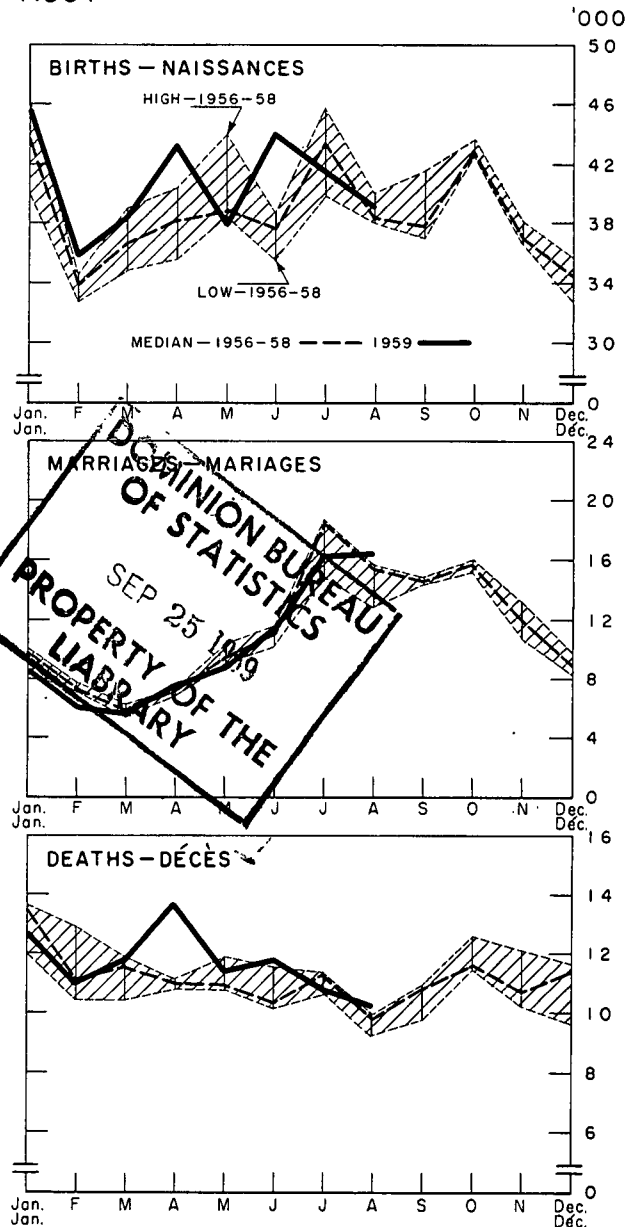 '000
BIRTHS — NAISSANCES
HIGH — 1956-58
LOW — 1956-58
MEDIAN — 1956-58 1959
50
46
42
38
34
30
0
Jan. F M A M J J A S O N Dec.
Jan. Déc.
MARRIAGES — MARIAGES
24
20
16
12
8
4
0
DOMINION BUREAU
OF STATISTICS
SEP 25
PROPERTY OF THE
LIABRARY
Jan. F M A M J J A S O N Dec.
Jan. Déc.
DEATHS — DÉCÈS
16
14
12
10
8
6
0
Jan. F M A M J J A S O N Dec.
Jan. Déc.